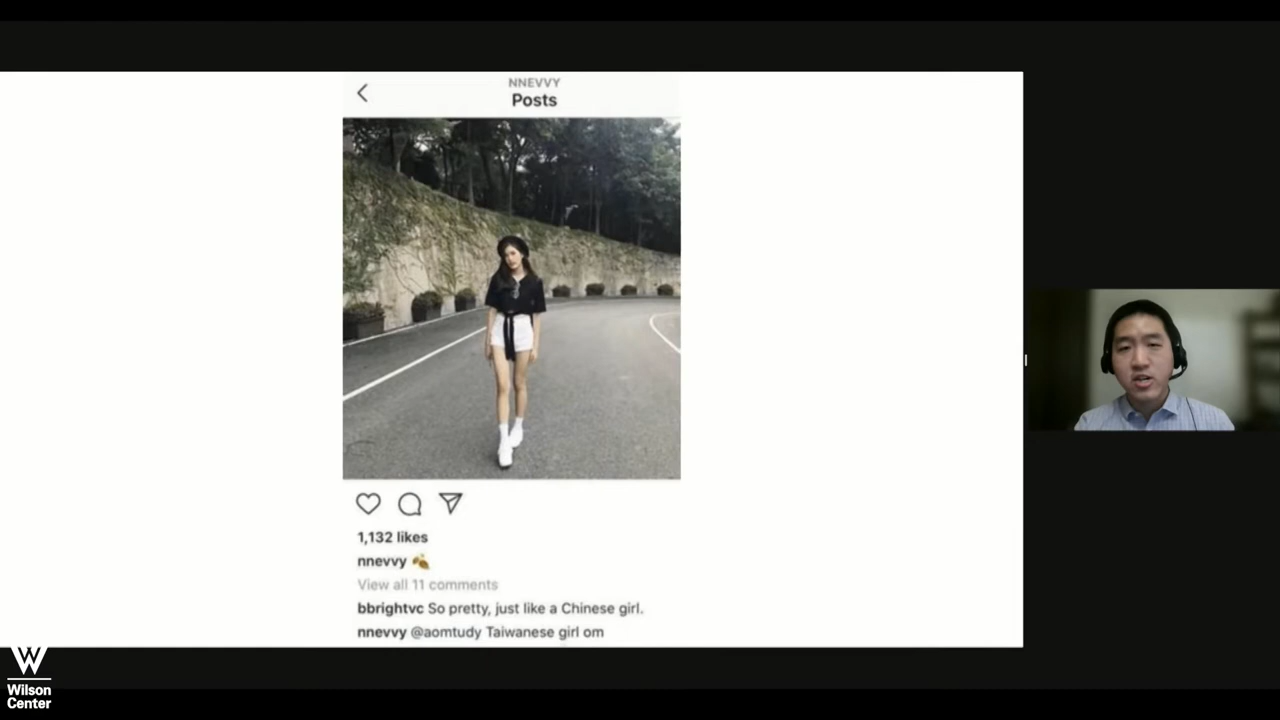 NNEVVY
Posts
1,132 likes
nnevvy 🍂
View all 11 comments
bbrightvc So pretty, just like a Chinese girl.
nnevvy @aomtudy Taiwanese girl om
W
Wilson
Center